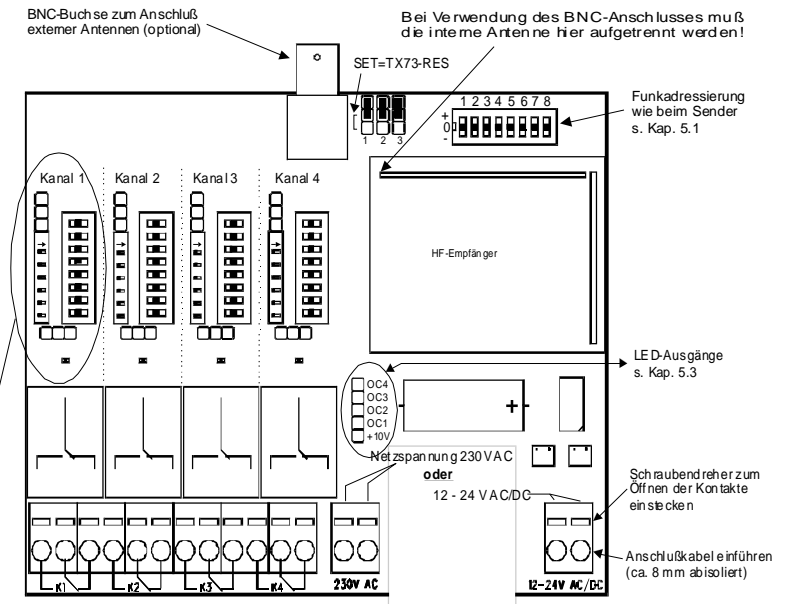 BNC-Buchse zum Anschluß
externer Antennen (optional)
Bei Verwendung des BNC-Anschlusses muß
die interne Antenne hier aufgetrennt werden!
SET=TX73-RES
1 2 3
1 2 3 4 5 6 7 8
+
0
-
Funkadressierung
wie beim Sender
s. Kap. 5.1
Kanal 1
Kanal 2
Kanal 3
Kanal 4
HF-Empfänger
LED-Ausgänge
s. Kap. 5.3
OC4
OC3
OC2
OC1
+10V
- + -
Netzspannung 230VAC
oder
12 - 24 VAC/DC
Schraubendreher zum
Öffnen der Kontakte
einstecken
Anschlußkabel einführen
(ca. 8 mm abisoliert)
K1
K2
K3
K4
230V AC
12-24V AC/DC